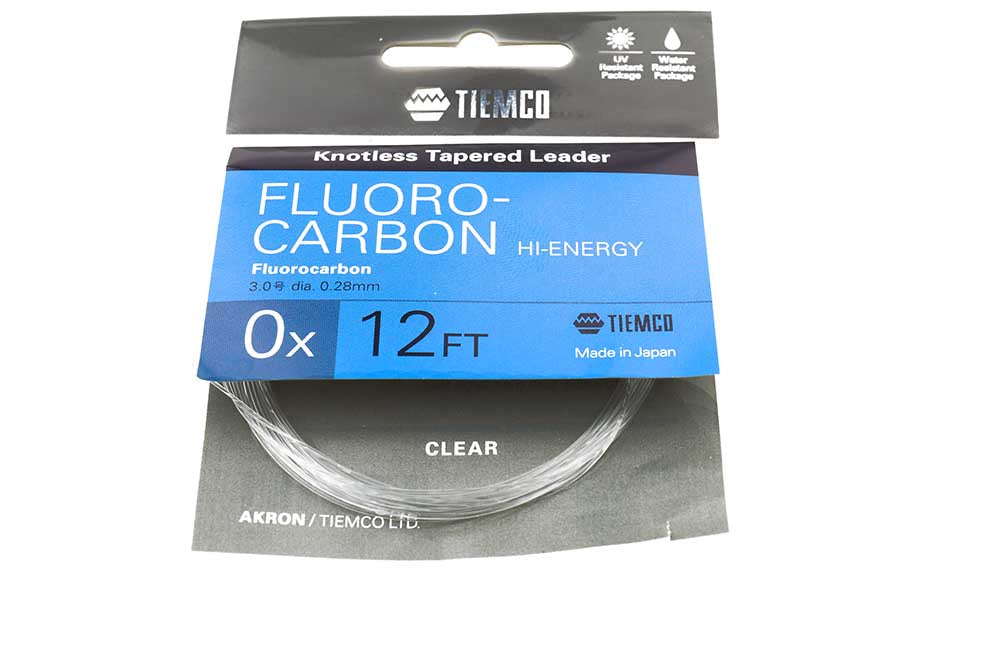 UV
Resistant
Package
Water
Resistant
Package
TIEMCO
Knotless Tapered Leader
FLUORO-
CARBON HI-ENERGY
Fluorocarbon
3.0号 dia. 0.28mm
0X 12FT
TIEMCO
Made in Japan
CLEAR
AKRON / TIEMCO LTD.